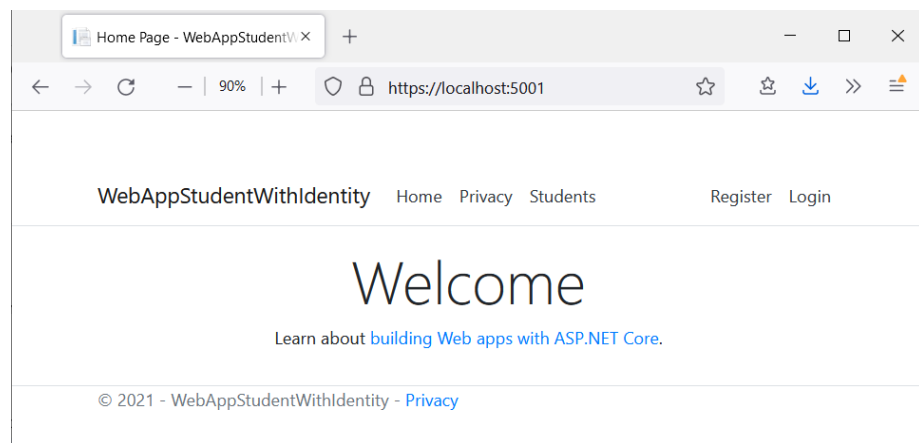 Home Page - WebAppStudentW
90% https://localhost:5001
WebAppStudentWithIdentity Home Privacy Students Register Login
Welcome
Learn about building Web apps with ASP.NET Core.
© 2021 - WebAppStudentWithIdentity - Privacy